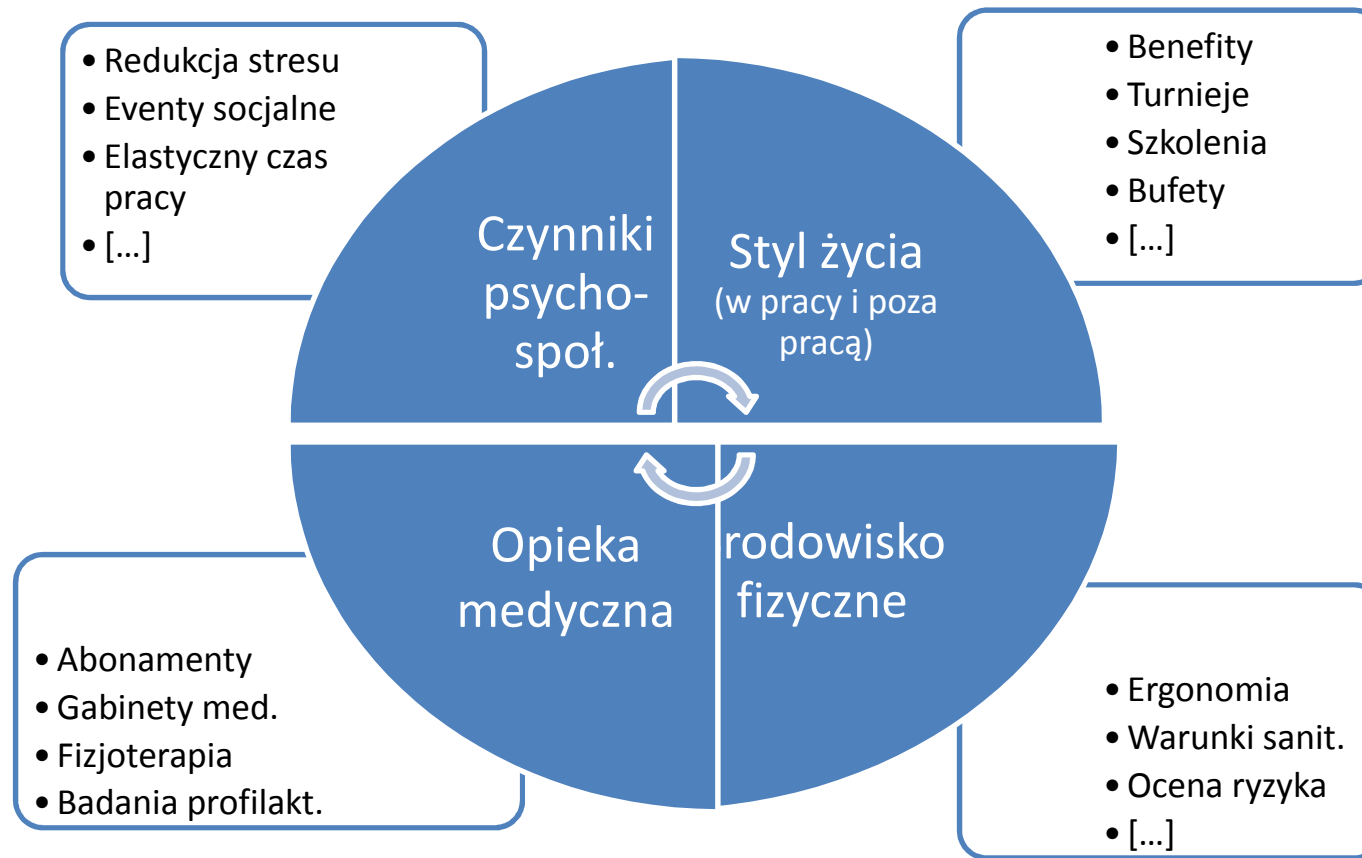 • Redukcja stresu
• Eventy socjalne
• Elastyczny czas
pracy
• [...]
• Benefity
• Turnieje
• Szkolenia
• Bufety
• [...]
Czynniki
psycho-
społ.
Styl życia
(w pracy i poza
pracą)
Opieka
medyczna
rodowisko
fizyczne
• Abonamenty
• Gabinety med.
• Fizjoterapia
• Badania profilakt.
• Ergonomia
• Warunki sanit.
• Ocena ryzyka
• [...]